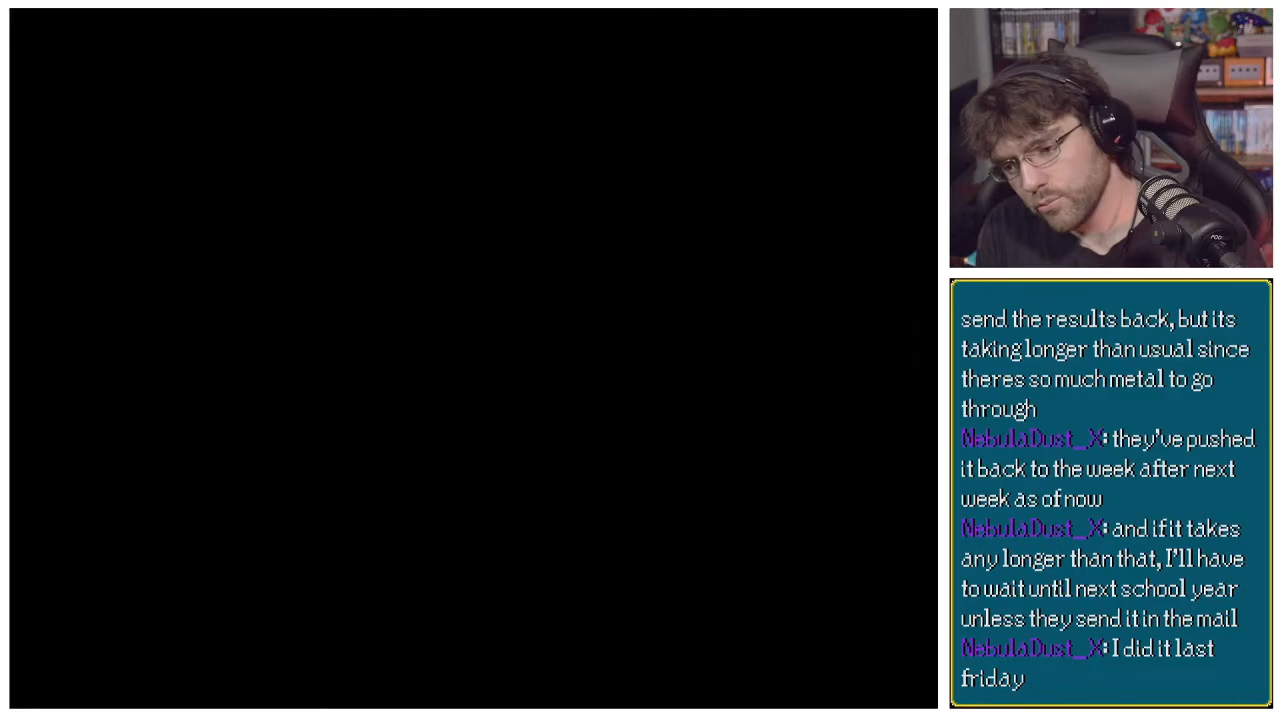 send the results back, but its
taking longer than usual since
theres so much metal to go
through
NebulaDust_X: they've pushed
it back to the week after next
week as of now
NebulaDust_X: and if it takes
any longer than that, I'll have
to wait until next school year
unless they send it in the mail
NebulaDust_X: I did it last
friday